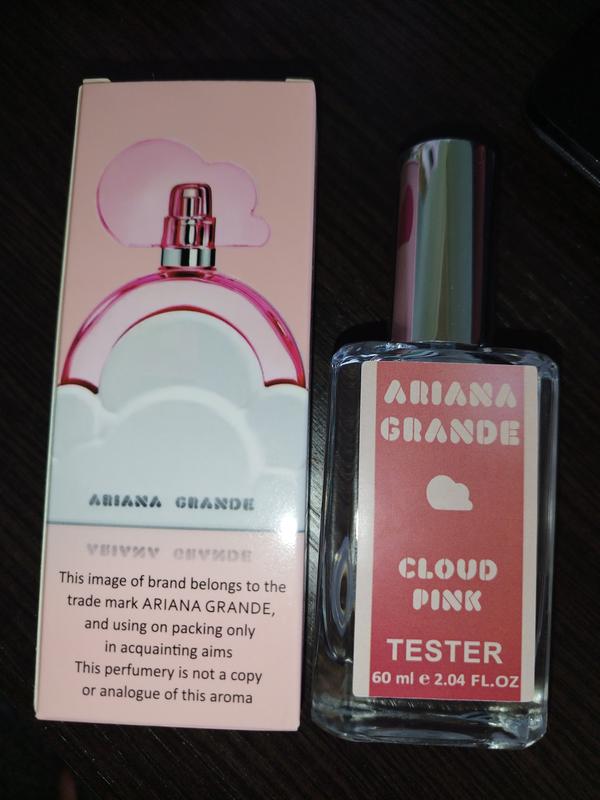 ARIANA GRANDE
ARIANA GRANDE
This image of brand belongs to the
trade mark ARIANA GRANDE,
and using on packing only
in acquainting aims
This perfumery is not a copy
or analogue of this aroma
ARIANA
GRANDE
CLOUD
PINK
TESTER
60 ml e 2.04 FL.OZ